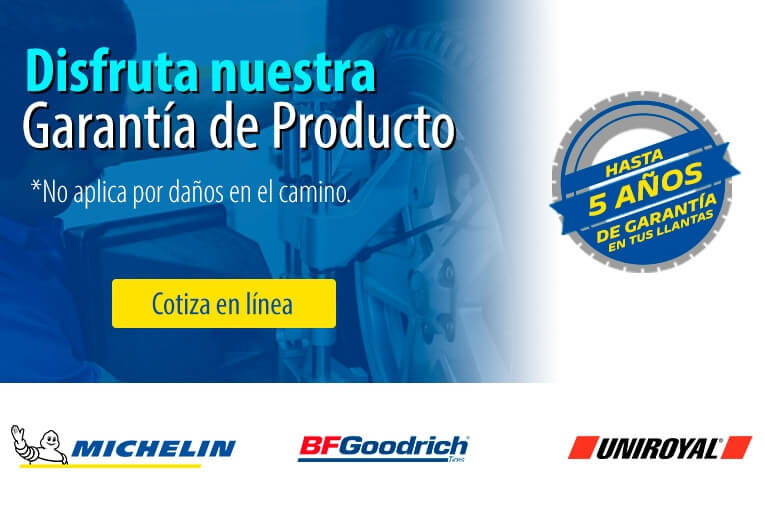 Disfruta nuestra
Garantía de Producto
*No aplica por daños en el camino.
HASTA
5 AÑOS
DE GARANTÍA
EN TUS LLANTAS
Cotiza en línea
MICHELIN
BFGoodrich®
Tires
UNIROYAL®